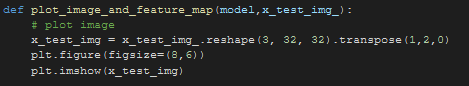 def plot_image_and_feature_map(model,x_test_img_):
    # plot image
    x_test_img = x_test_img_.reshape(3, 32, 32).transpose(1,2,0)
    plt.figure(figsize=(8,6))
    plt.imshow(x_test_img)